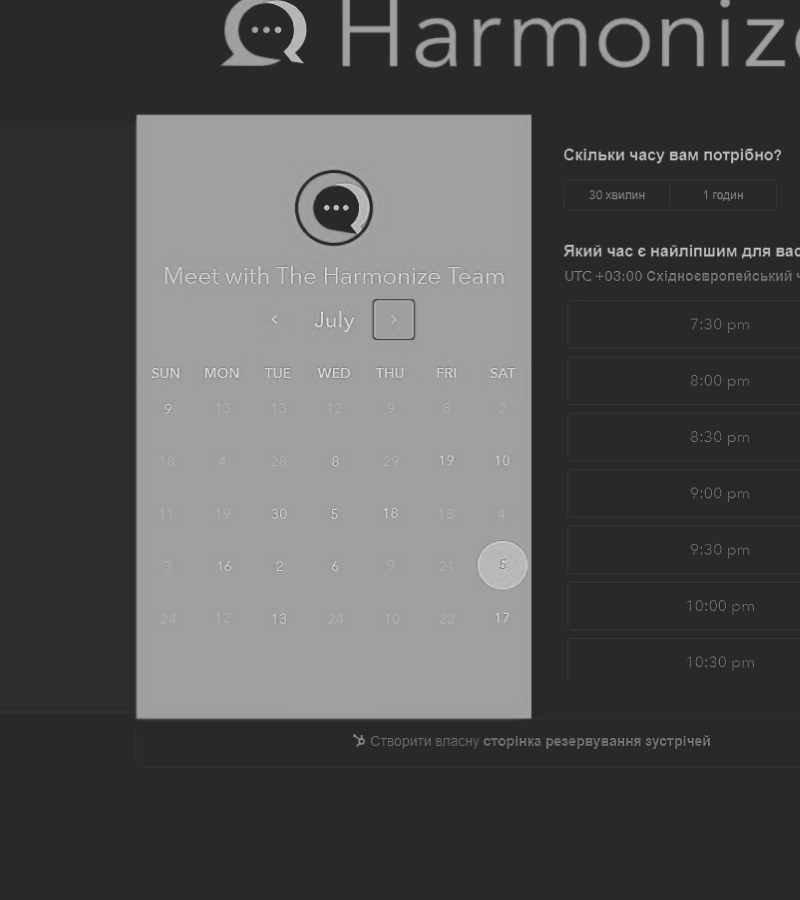 Harmoniz
Meet with The Harmonize Team
July
SUN MON TUE WED THU FRI SAT
9 13 13 12 9 8 2
18 4 28 8 29 19 10
11 19 30 5 18 18 4
3 16 2 6 9 21 5
24 12 13 24 10 22 17
Скільки часу вам потрібно?
30 хвилин 1 годин
Який час є найліпшим для вас
UTC +03:00 Східноєвропейський
7:30 pm
8:00 pm
8:30 pm
9:00 pm
9:30 pm
10:00 pm
10:30 pm
Створити власну сторінка резервування зустрічей